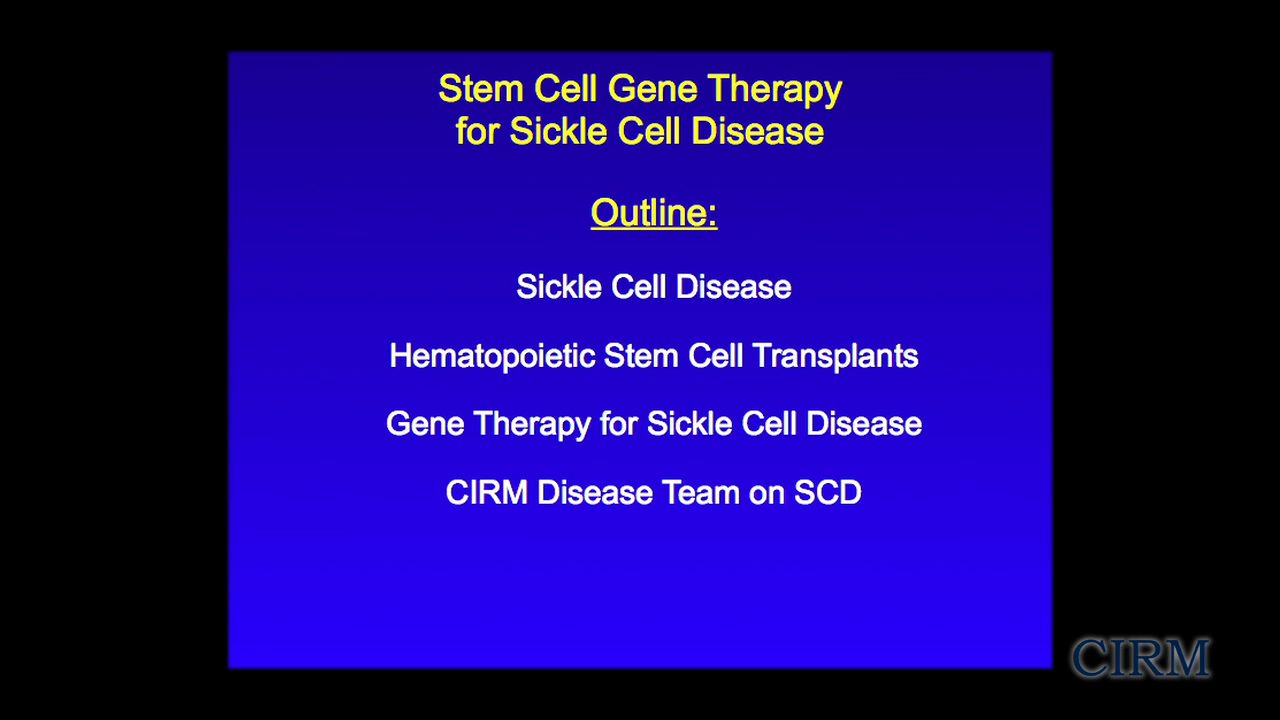 Stem Cell Gene Therapy
for Sickle Cell Disease
Outline:
Sickle Cell Disease
Hematopoietic Stem Cell Transplants
Gene Therapy for Sickle Cell Disease
CIRM Disease Team on SCD
CIRM